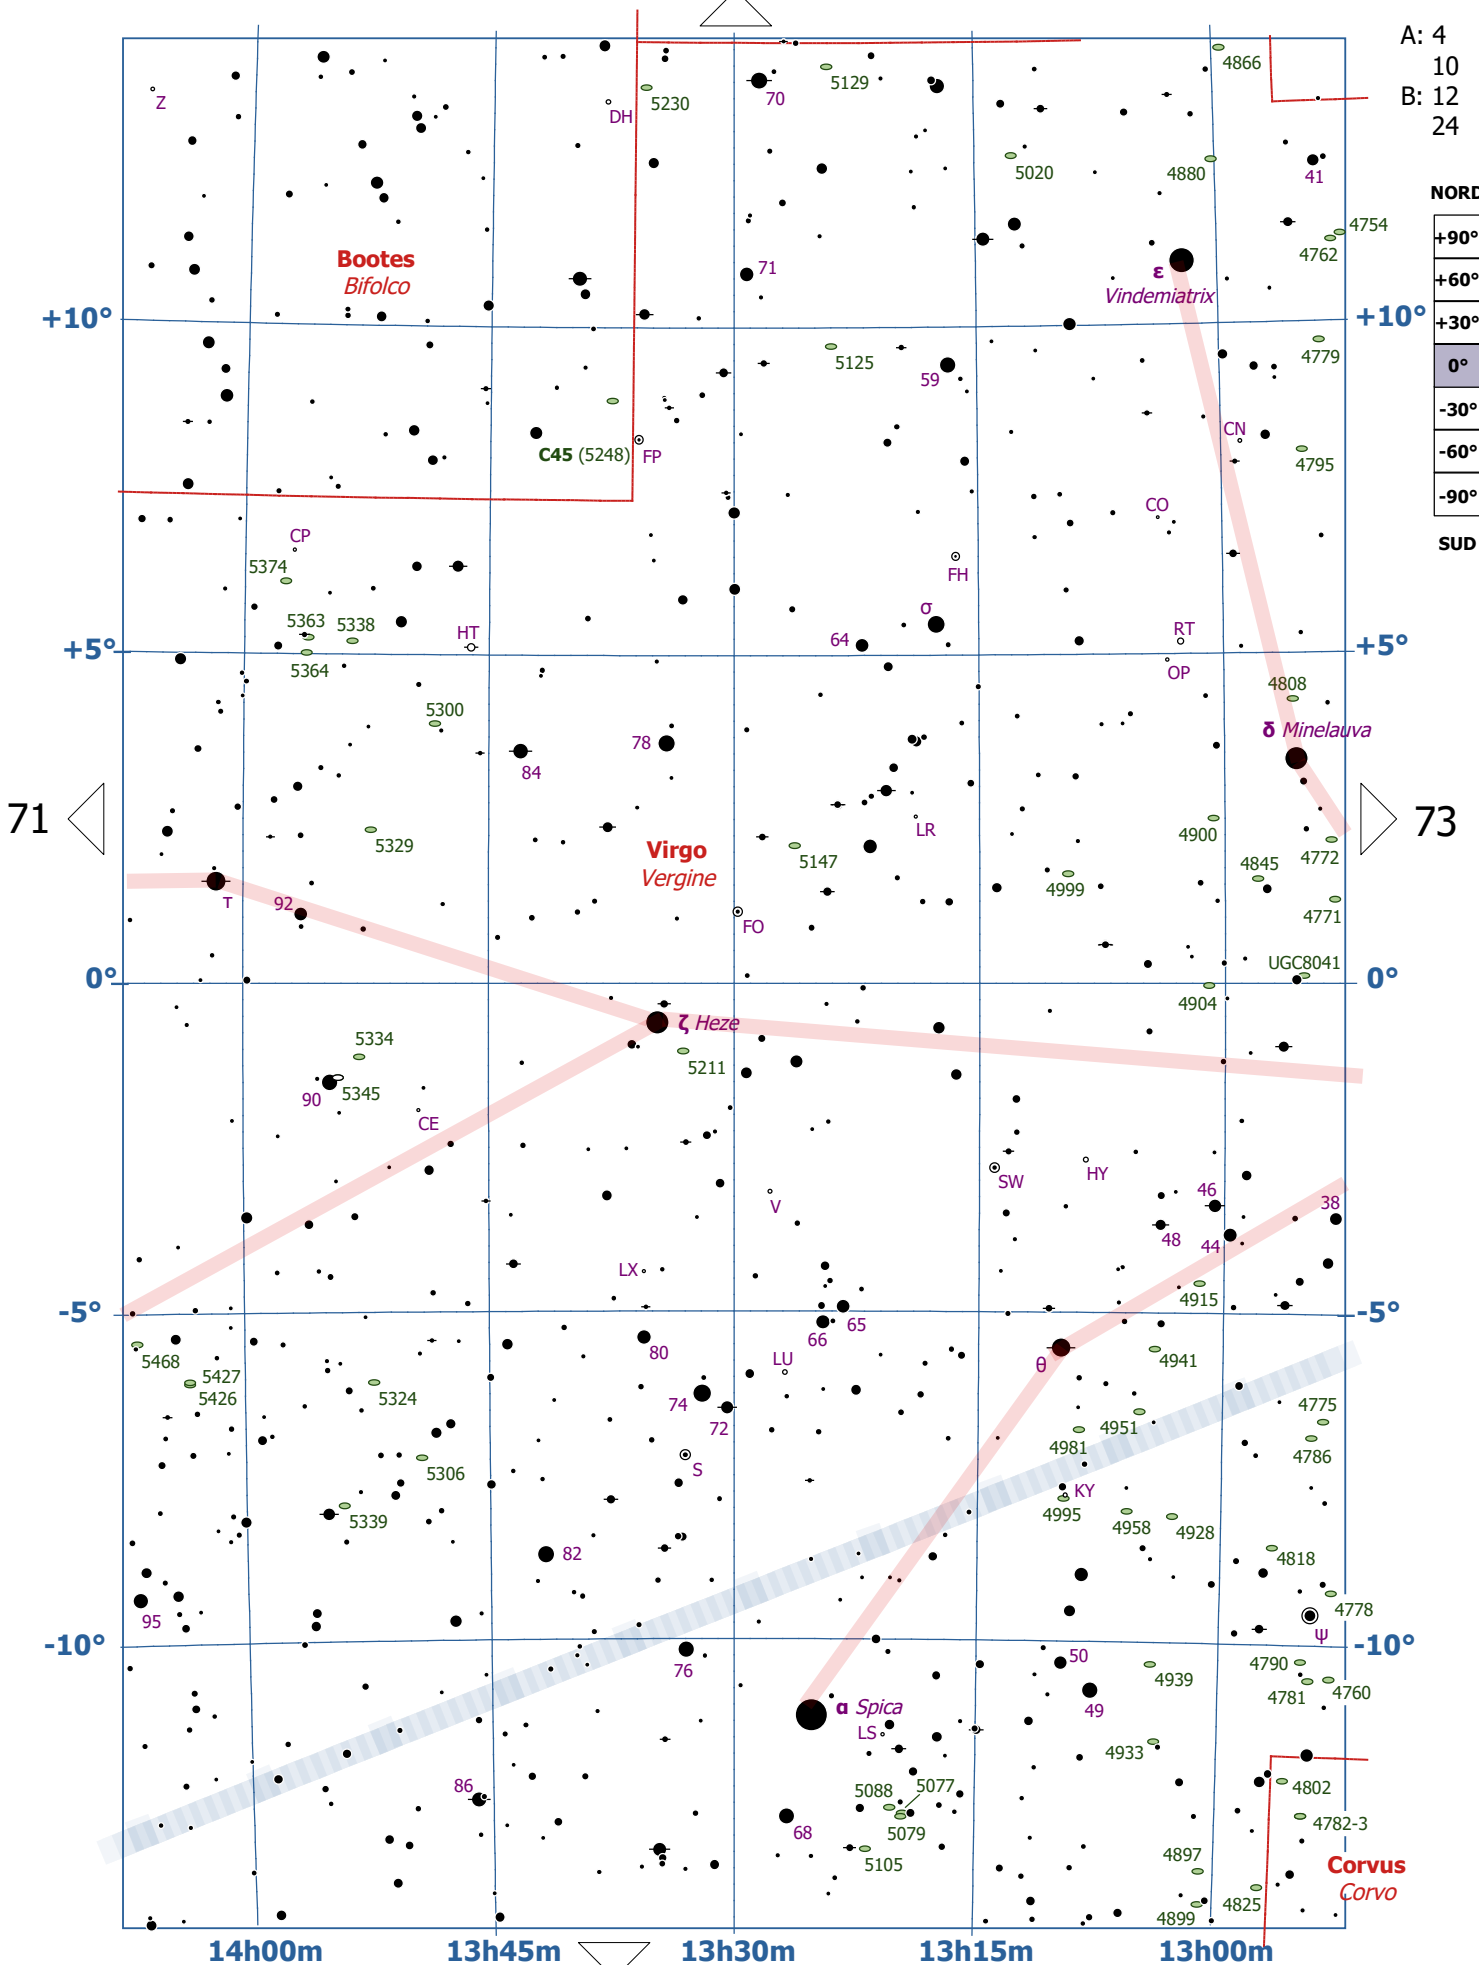 A: 4
10
B: 12
24
NORD
+90°
+60°
+30°
0°
-30°
-60°
-90°
SUD
4866
5129
70
5230
Z
DH
5020
4880
41
4754
4762
Bootes
Bifolco
71
ε
Vindemiatrix
+10°
+10°
5125
59
4779
CN
C45 (5248)
FP
4795
CO
CP
5374
FH
5363
5338
HT
σ
64
RT
+5°
+5°
5364
OP
4808
5300
78
δ Minelauva
84
71
73
LR
4900
5329
Virgo
Vergine
5147
4772
4845
4999
τ
92
4771
FO
UGC8041
0°
0°
4904
ζ Heze
5334
5211
5345
90
CE
SW
HY
V
46
38
48
44
LX
4915
-5°
-5°
65
66
80
5468
LU
θ
4941
5427
5426
5324
74
72
4775
4951
4981
4786
5306
S
KY
4995
4958
4928
5339
82
4818
95
4778
ψ
-10°
-10°
76
50
4939
4790
4781
4760
α Spica
49
LS
4933
86
5088
5077
4802
68
5079
4782-3
5105
4897
Corvus
Corvo
4825
4899
14h00m
13h45m
13h30m
13h15m
13h00m